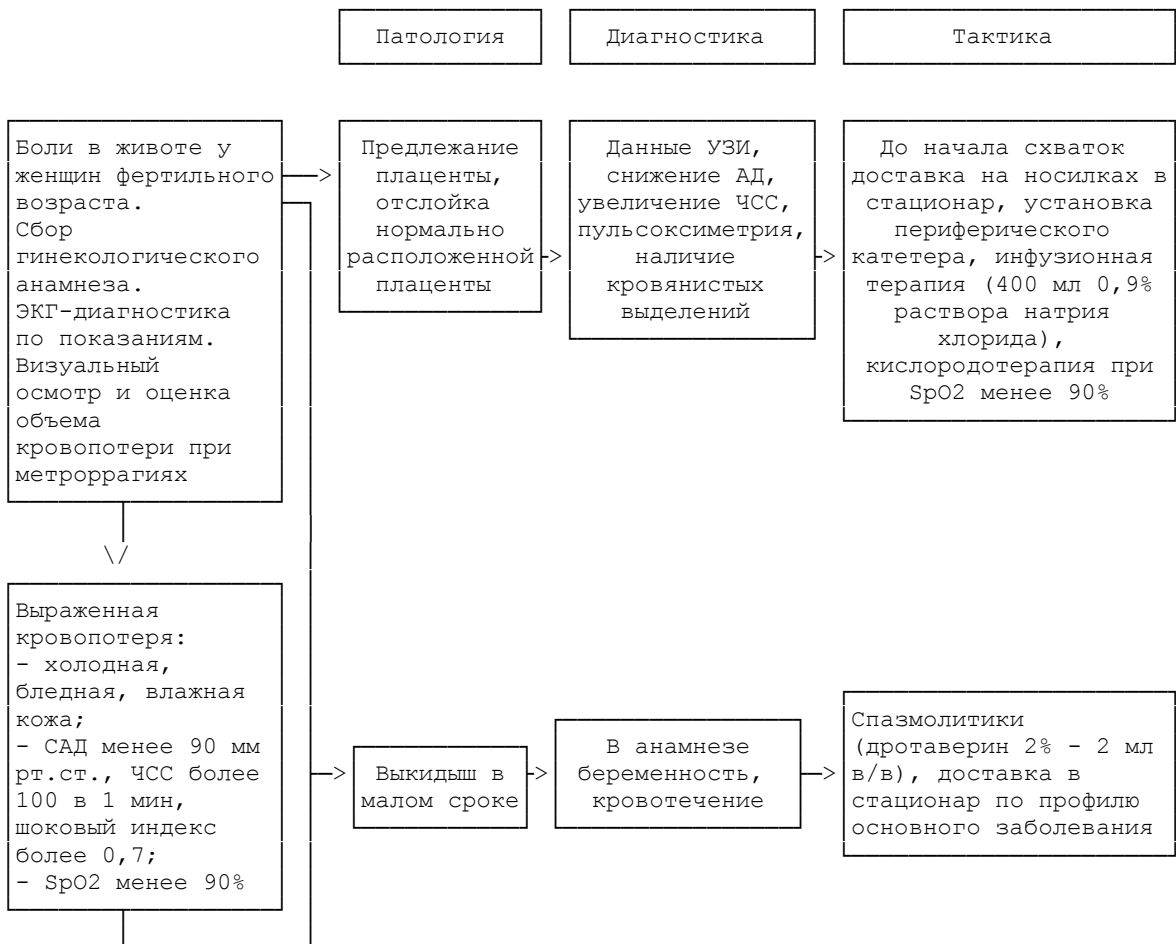 Патология
Диагностика
Тактика
Боли в животе у
женщин фертильного
возраста.
Сбор
гинекологического
анамнеза.
ЭКГ-диагностика
по показаниям.
Визуальный
осмотр и оценка
объема
кровопотери при
метроррагиях
Предлежание
плаценты,
отслойка
нормально
расположенной
плаценты
Данные УЗИ,
снижение АД,
увеличение ЧСС,
пульсоксиметрия,
наличие
кровянистых
выделений
До начала схваток
доставка на носилках в
стационар, установка
периферического
катетера, инфузионная
терапия (400 мл 0,9%
раствора натрия
хлорида),
кислородотерапия при
SpO2 менее 90%
Выраженная
кровопотеря:
- холодная,
бледная, влажная
кожа;
- САД менее 90 мм
рт.ст., ЧСС более
100 в 1 мин,
шоковый индекс
более 0,7;
- SpO2 менее 90%
Выкидыш в
малом сроке
В анамнезе
беременность,
кровотечение
Спазмолитики
(дротаверин 2% - 2 мл
в/в), доставка в
стационар по профилю
основного заболевания